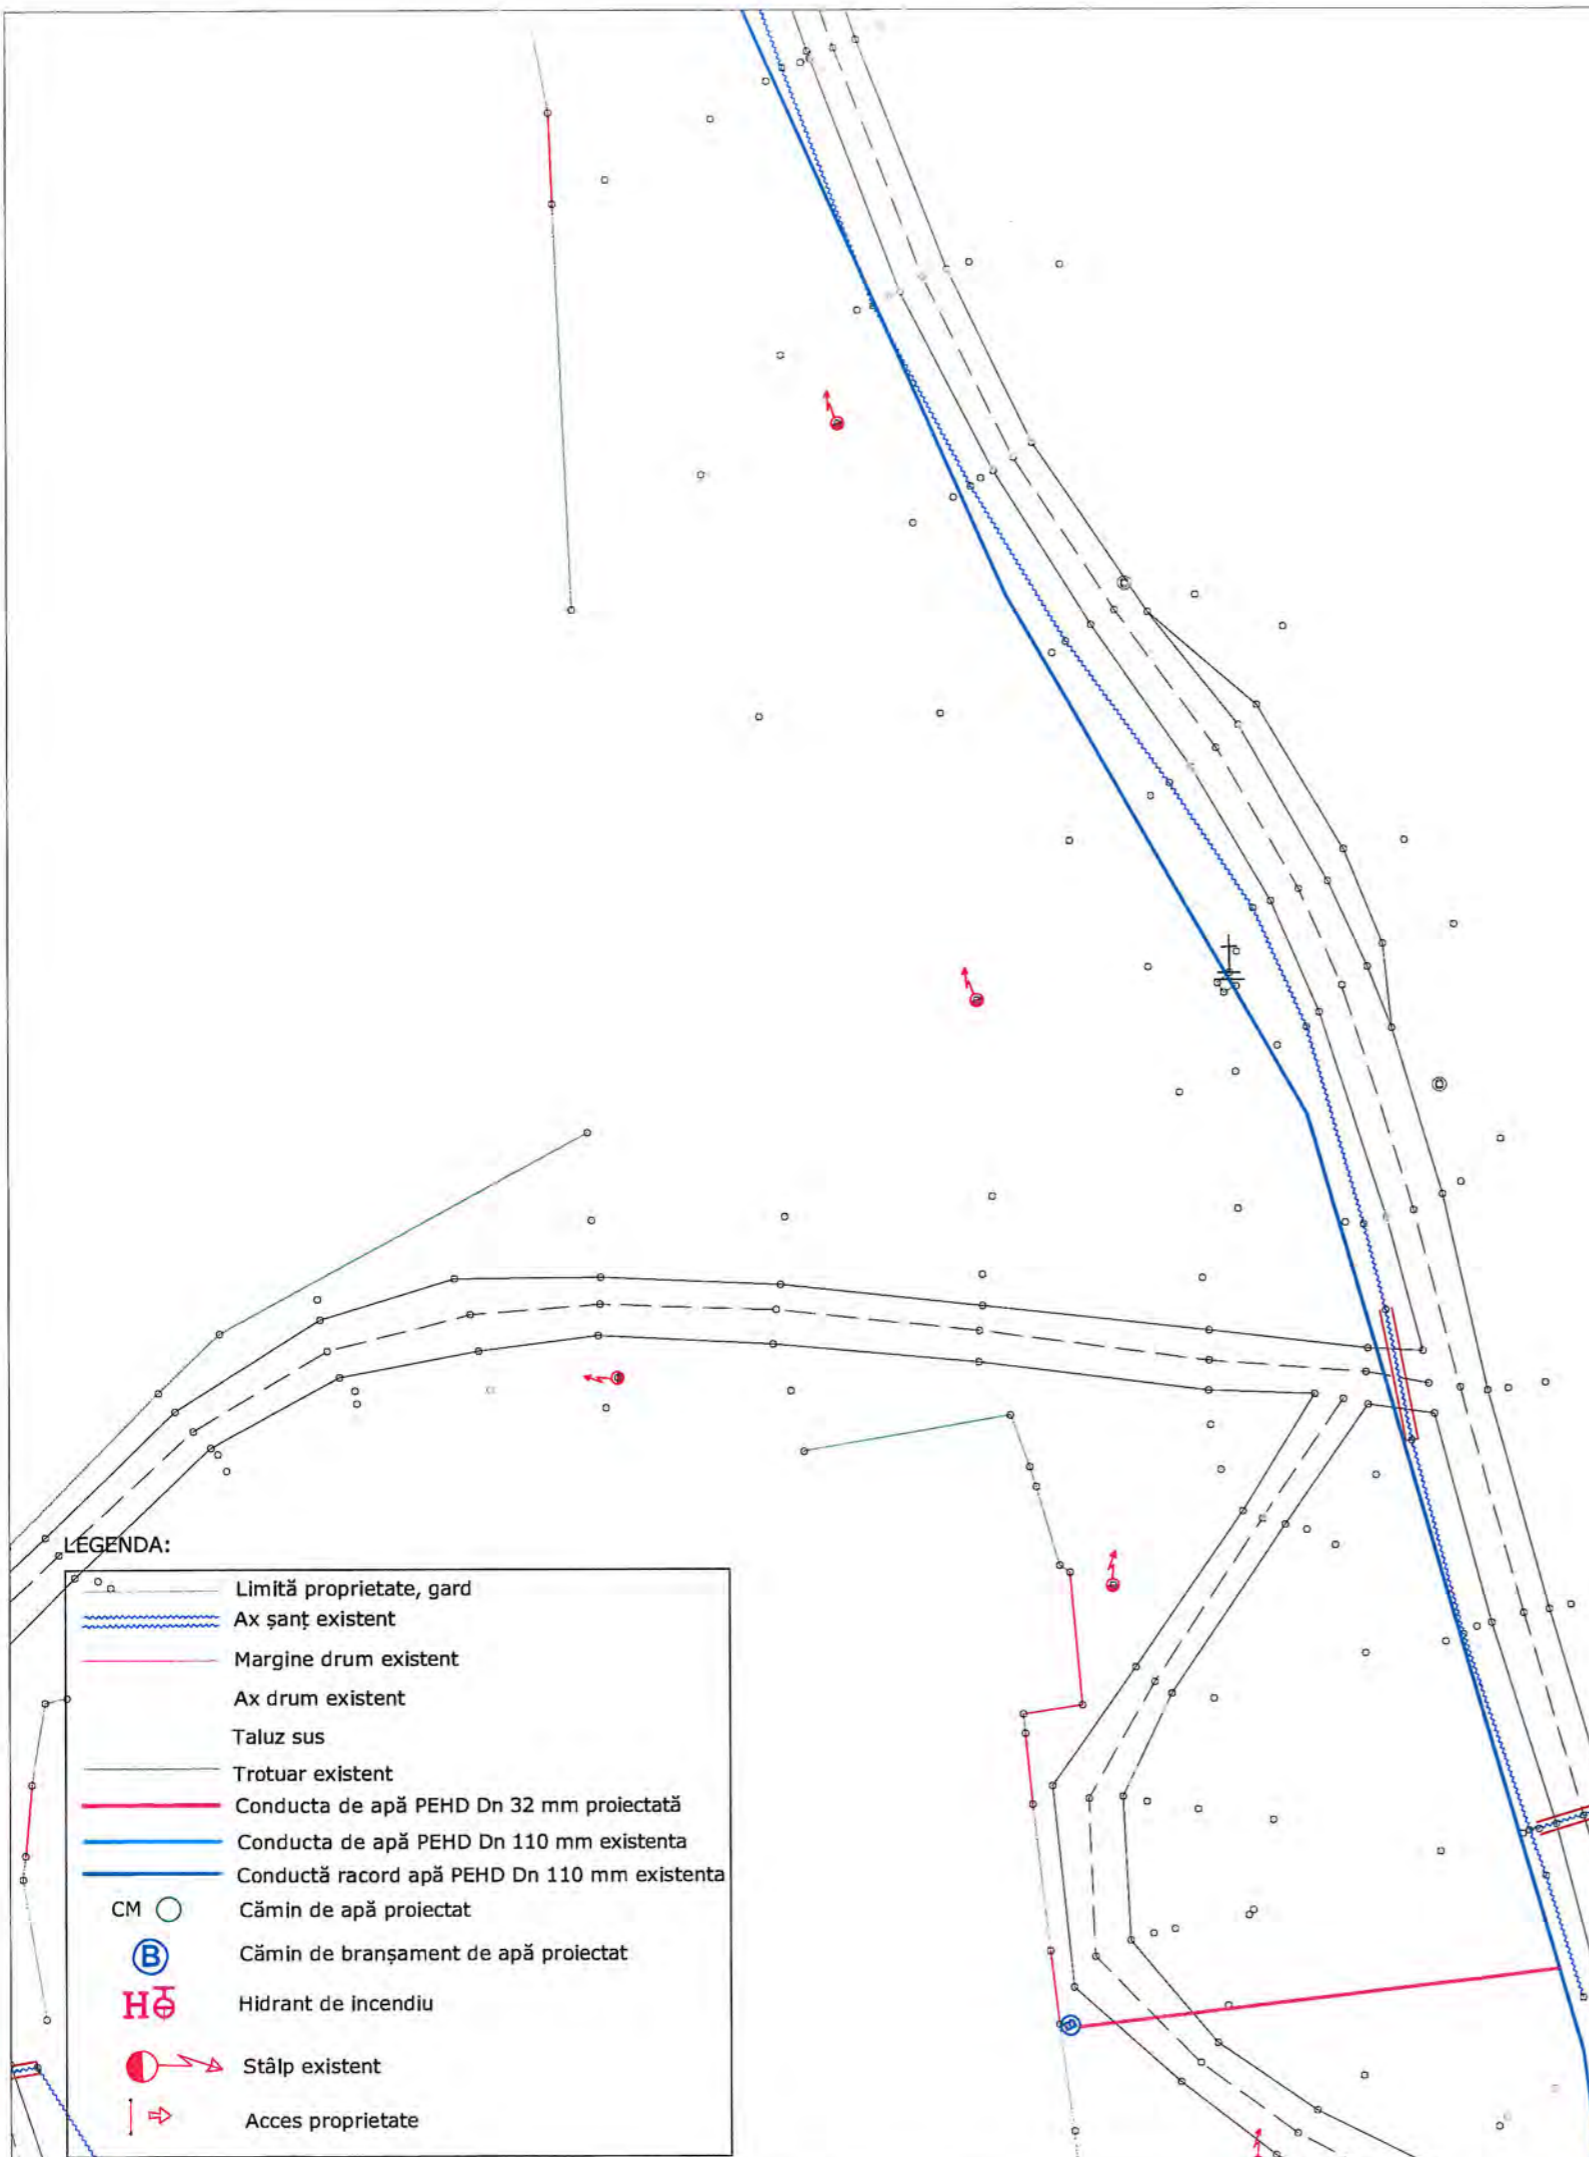 LEGENDA:
Limită proprietate, gard
Ax șanț existent
Margine drum existent
Ax drum existent
Taluz sus
Trotuar existent
Conducta de apă PEHD Dn 32 mm proiectată
Conducta de apă PEHD Dn 110 mm existenta
Conductă racord apă PEHD Dn 110 mm existenta
CM Cămin de apă proiectat
B Cămin de branșament de apă proiectat
H Hidrant de incendiu
Stâlp existent
Acces proprietate
B